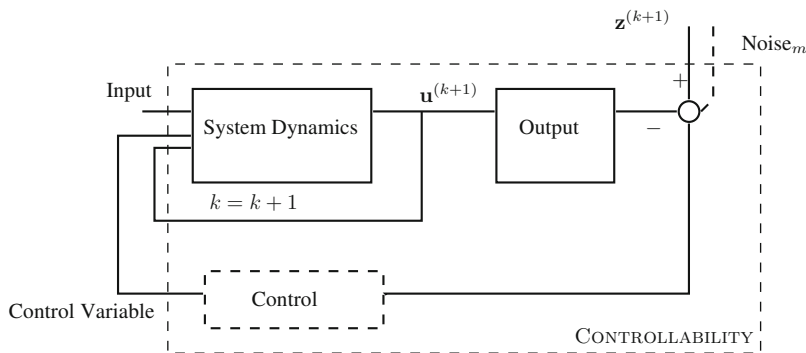 z^{(k+1)}
Noise_m
Input
+
u^{(k+1)}
System Dynamics
Output
−
k = k + 1
Control Variable
Control
CONTROLLABILITY